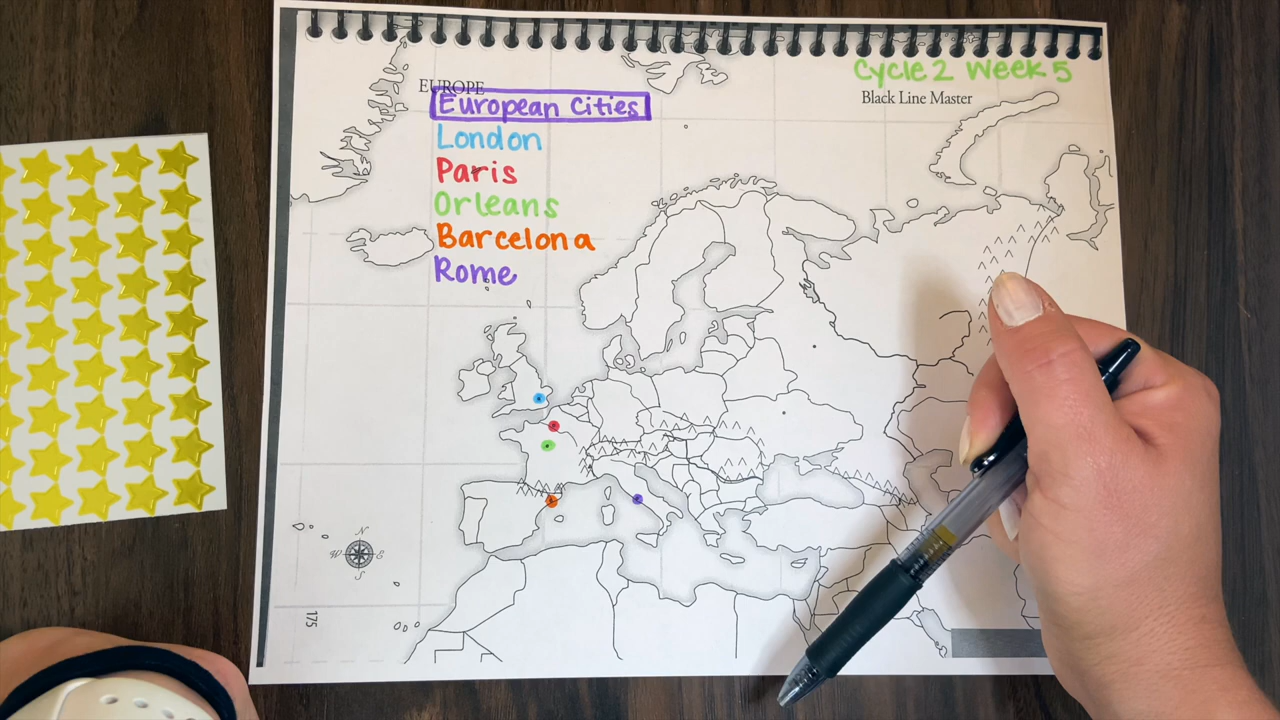 Cycle 2 Week 5
EUROPE
Black Line Master
European Cities
London
Paris
Orleans
Barcelona
Rome
N
W E
S
175